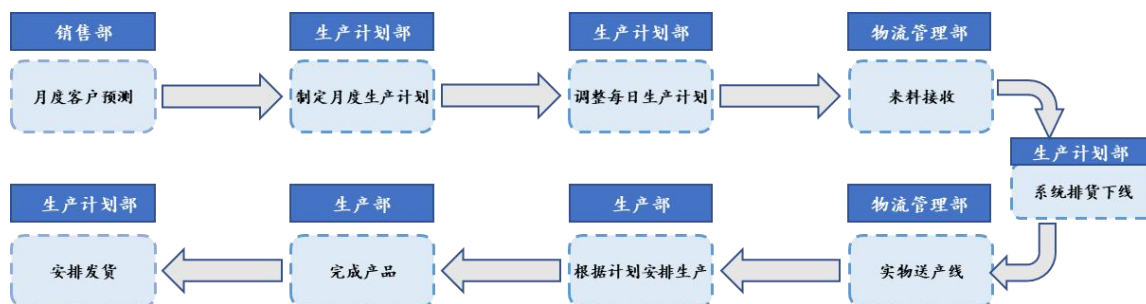 销售部
月度客户预测
生产计划部
制定月度生产计划
生产计划部
调整每日生产计划
物流管理部
来料接收
生产计划部
系统排货下线
物流管理部
实物送产线
生产部
根据计划安排生产
生产部
完成产品
生产计划部
安排发货